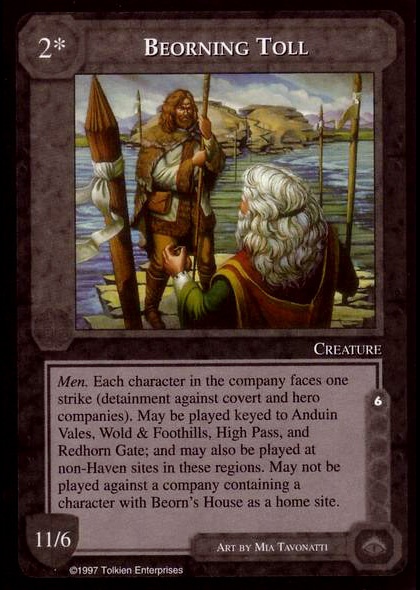 2*
BEORNING TOLL
CREATURE
Men. Each character in the company faces one
strike (detainment against covert and hero
companies). May be played keyed to Anduin
Vales, Wold & Foothills, High Pass, and
Redhorn Gate; and may also be played at
non-Haven sites in these regions. May not be
played against a company containing a
character with Beorn's House as a home site.
6
11/6
ART BY MIA TAVONATTI
©1997 Tolkien Enterprises